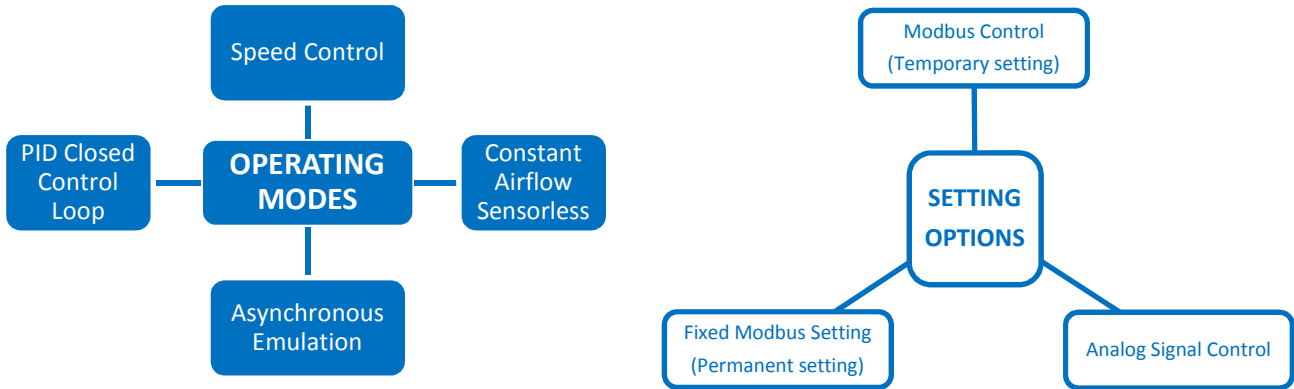 Speed Control
PID Closed
Control
Loop
OPERATING
MODES
Constant
Airflow
Sensorless
Asynchronous
Emulation
Modbus Control
(Temporary setting)
SETTING
OPTIONS
Fixed Modbus Setting
(Permanent setting)
Analog Signal Control